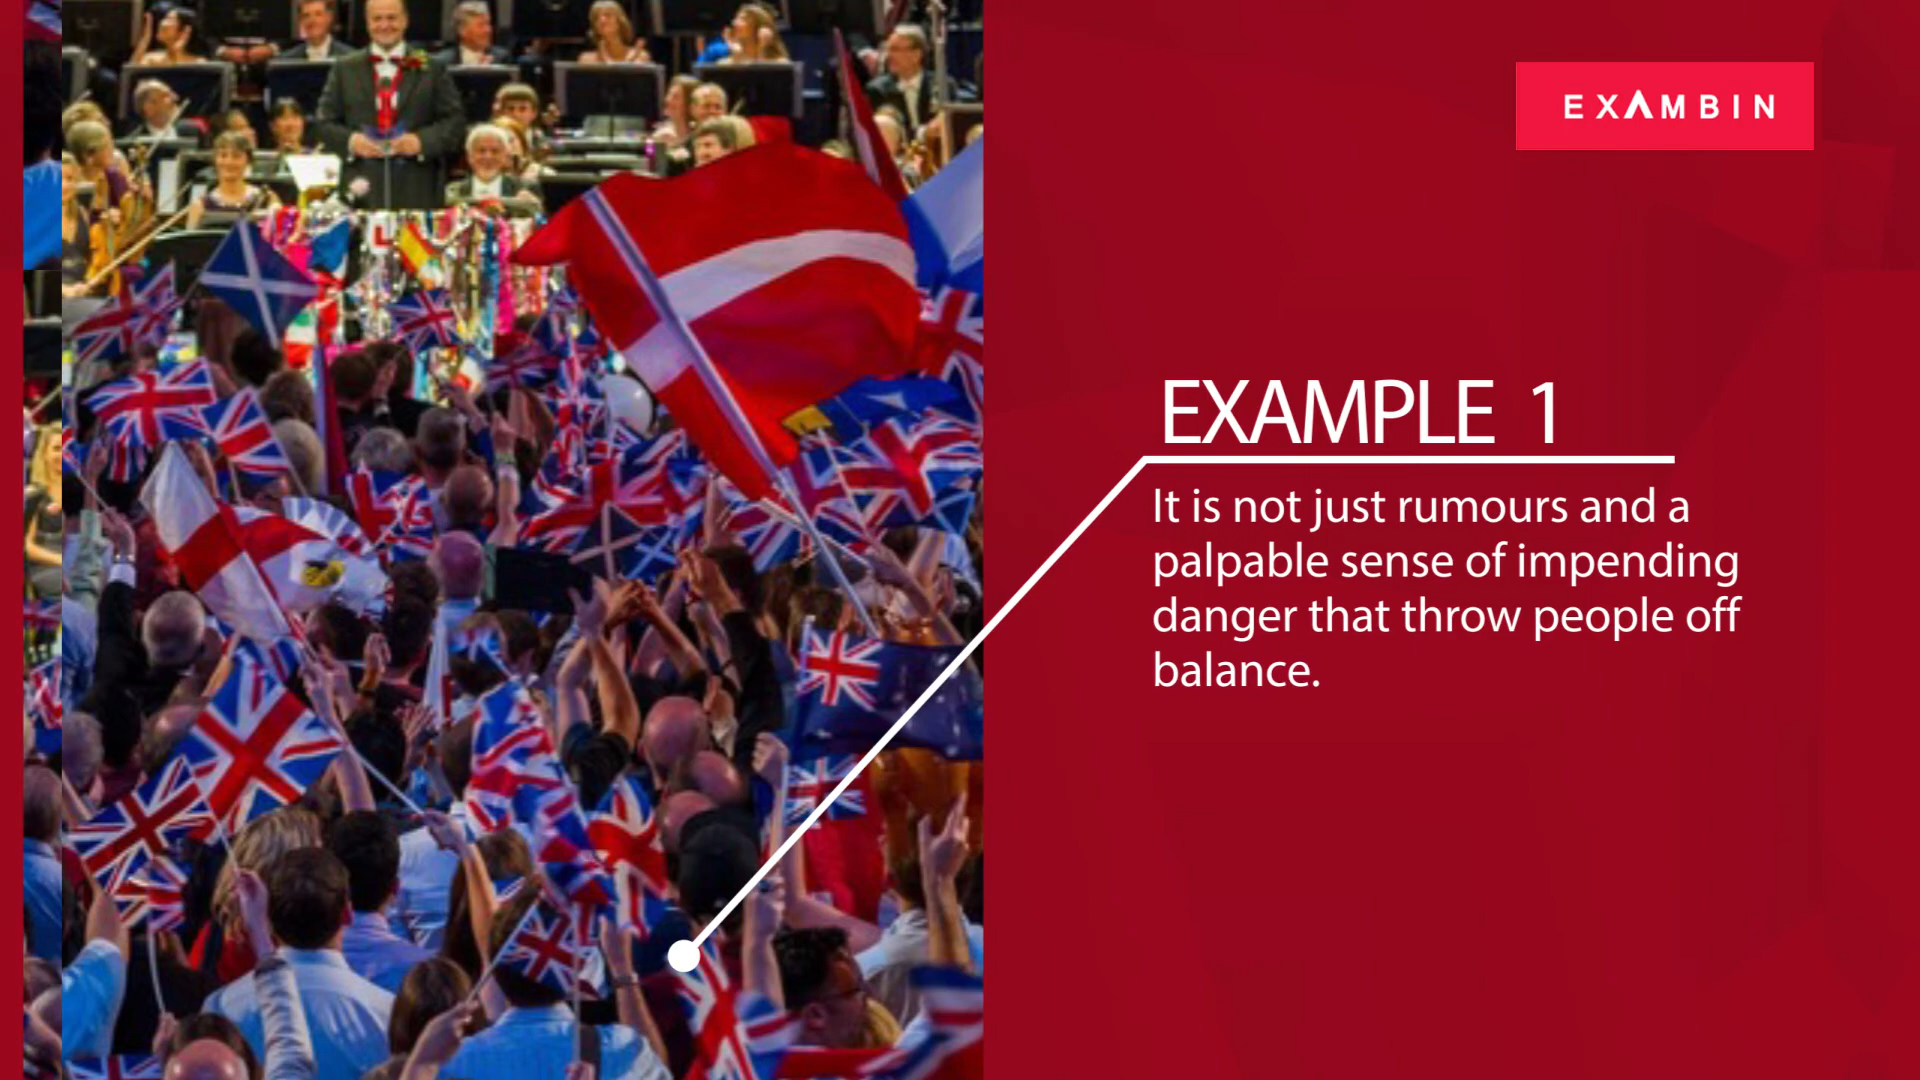 EXAMBIN
EXAMPLE 1
It is not just rumours and a
palpable sense of impending
danger that throw people off
balance.